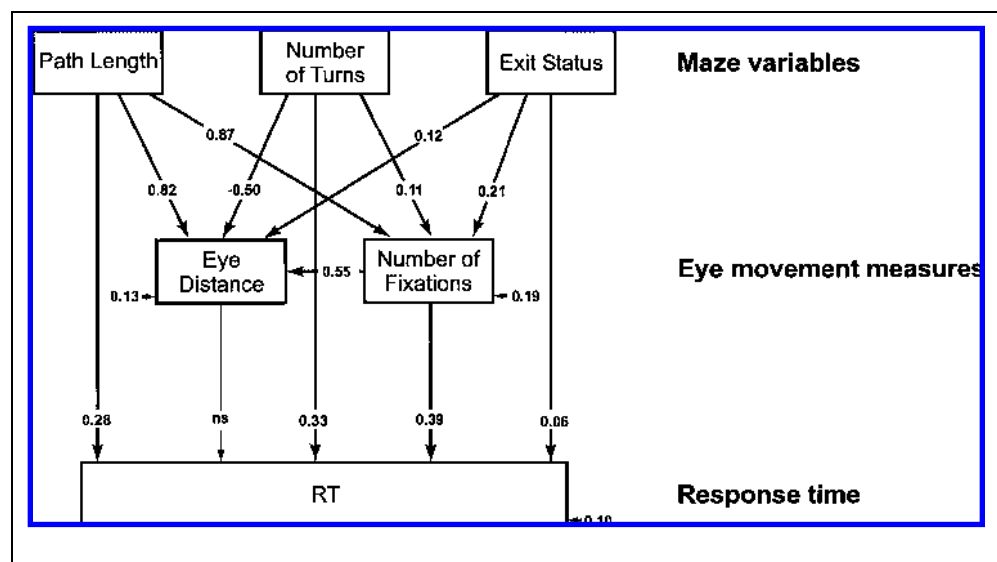 Path Length
Number
of Turns
Exit Status
Maze variables
0.87
0.12
0.82
-0.50
0.11
0.21
Eye
Distance
0.55
Number of
Fixations
Eye movement measures
0.13
0.19
0.28
ns
0.33
0.39
0.06
RT
Response time